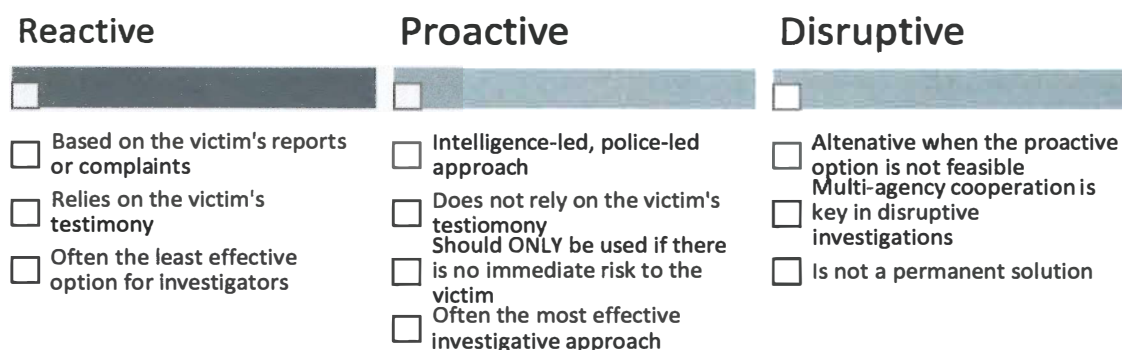 Reactive
Based on the victim's reports
or complaints
Relies on the victim's
testimony
Often the least effective
option for investigators
Proactive
Intelligence-led, police-led
approach
Does not rely on the victim's
testiomony
Should ONLY be used if there
is no immediate risk to the
victim
Often the most effective
investigative approach
Disruptive
Altenative when the proactive
option is not feasible
Multi-agency cooperation is
key in disruptive
investigations
Is not a permanent solution